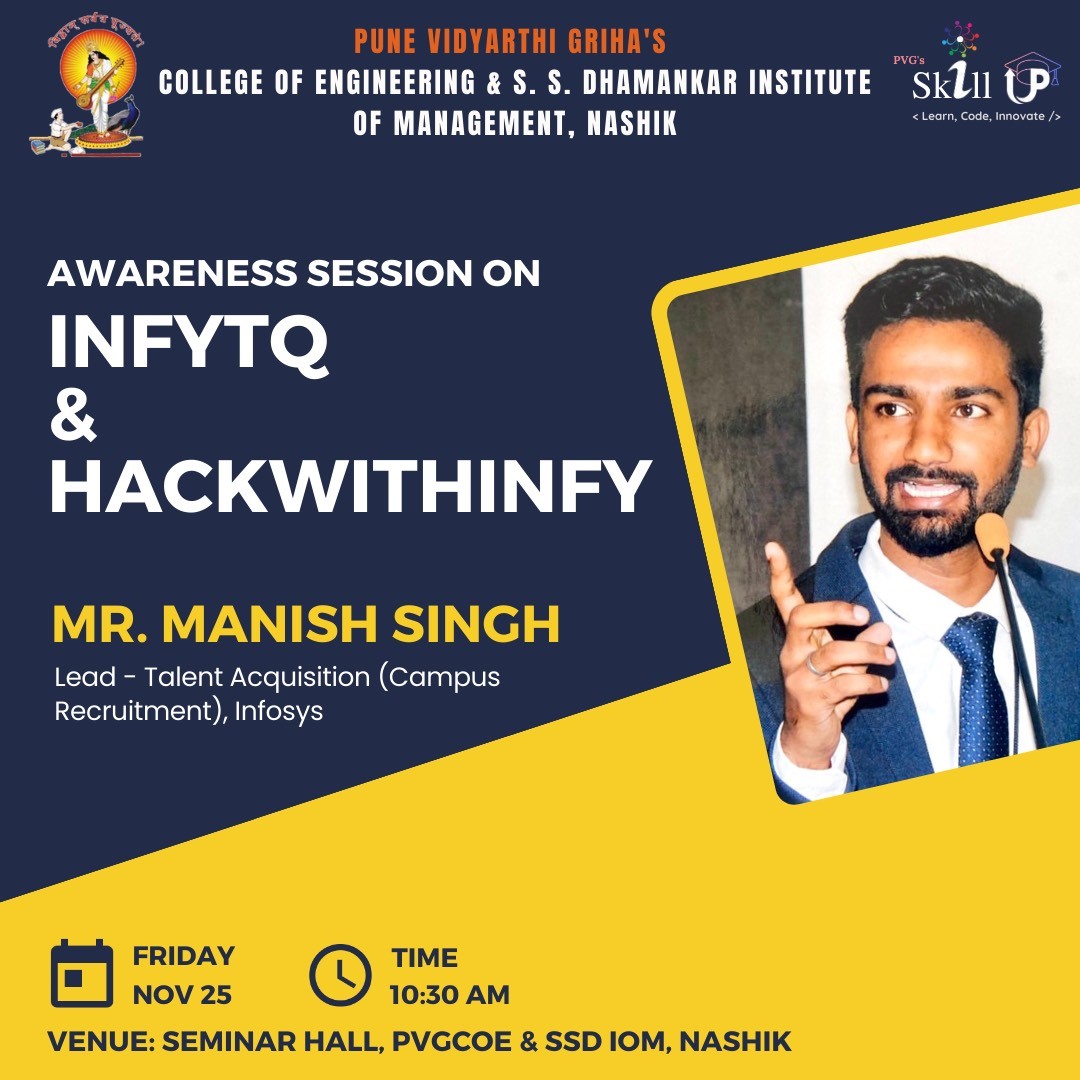 PUNE VIDYARTHI GRIHA'S
COLLEGE OF ENGINEERING & S. S. DHAMANKAR INSTITUTE
OF MANAGEMENT, NASHIK
PVG's
Skill UP
< Learn, Code, Innovate />
AWARENESS SESSION ON
INFYTQ
&
HACKWITHINFY
MR. MANISH SINGH
Lead - Talent Acquisition (Campus
Recruitment), Infosys
FRIDAY
NOV 25
TIME
10:30 AM
VENUE: SEMINAR HALL, PVGCOE & SSD IOM, NASHIK